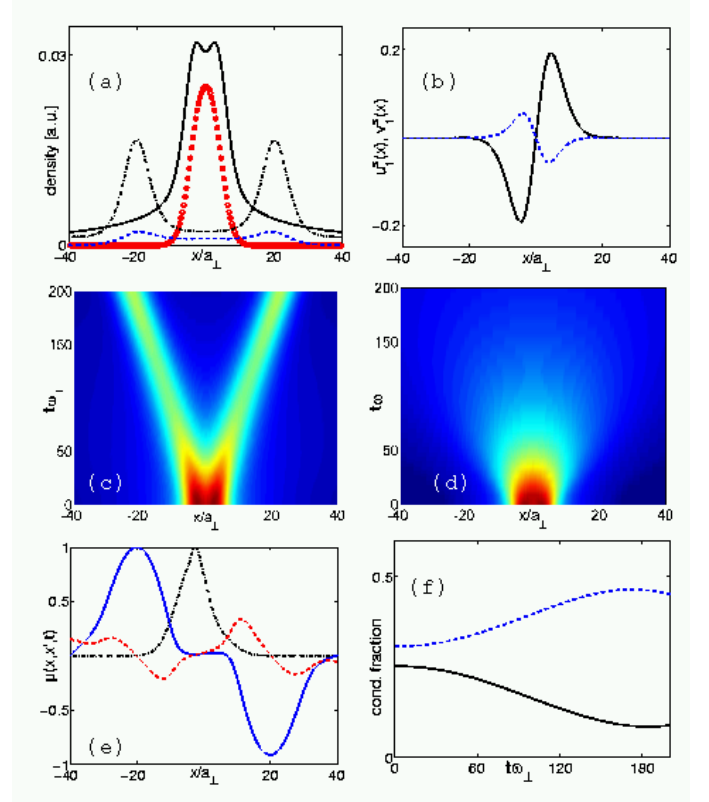 0.03
(a)
density [a.u.]
0
-40 -20 x/a⊥ 20 40
0.2
(b)
u₁ˢ(x), v₁ˢ(x)
-0.2
-40 -20 x/a⊥ 20 40
200
150
tω⊥
100
50
(c)
0
-40 -20 x/a⊥ 20 40
200
150
tω
100
50
(d)
0
-40 -20 x/a⊥ 20 40
1
0.5
μ(x,x',t)
0
-0.5
(e)
-1
-40 -20 x/a⊥ 20 40
0.5
(f)
cond. fraction
0
0 60 tω⊥ 120 180